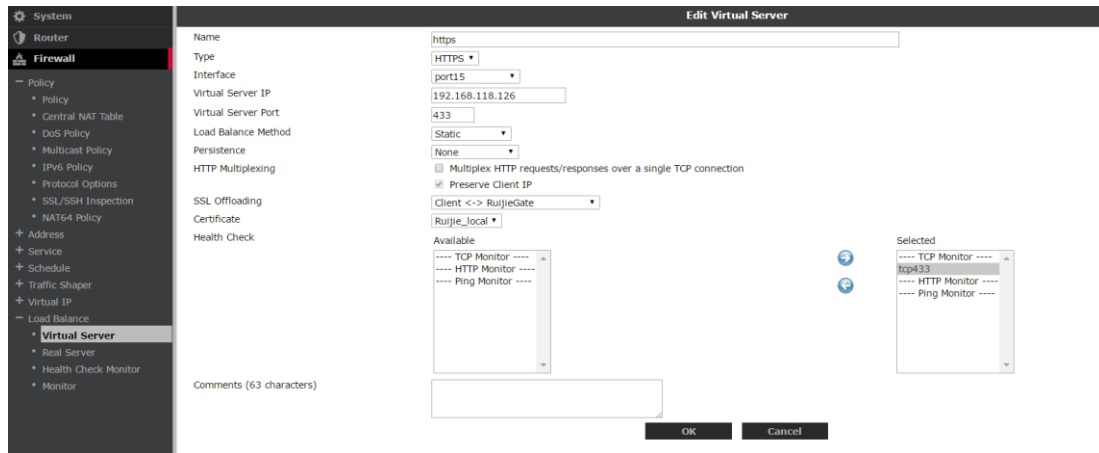 System
Router
Firewall
Policy
Policy
Central NAT Table
DoS Policy
Multicast Policy
IPv6 Policy
Protocol Options
SSL/SSH Inspection
NAT64 Policy
Address
Service
Schedule
Traffic Shaper
Virtual IP
Load Balance
Virtual Server
Real Server
Health Check Monitor
Monitor
Edit Virtual Server
Name https
Type HTTPS
Interface port15
Virtual Server IP 192.168.118.126
Virtual Server Port 433
Load Balance Method Static
Persistence None
HTTP Multiplexing Multiplex HTTP requests/responses over a single TCP connection
Preserve Client IP
SSL Offloading Client <-> RuijieGate
Certificate Ruijie_local
Health Check
Available
---- TCP Monitor ----
---- HTTP Monitor ----
---- Ping Monitor ----
Selected
---- TCP Monitor ----
tcp433
---- HTTP Monitor ----
---- Ping Monitor ----
Comments (63 characters)
OK Cancel